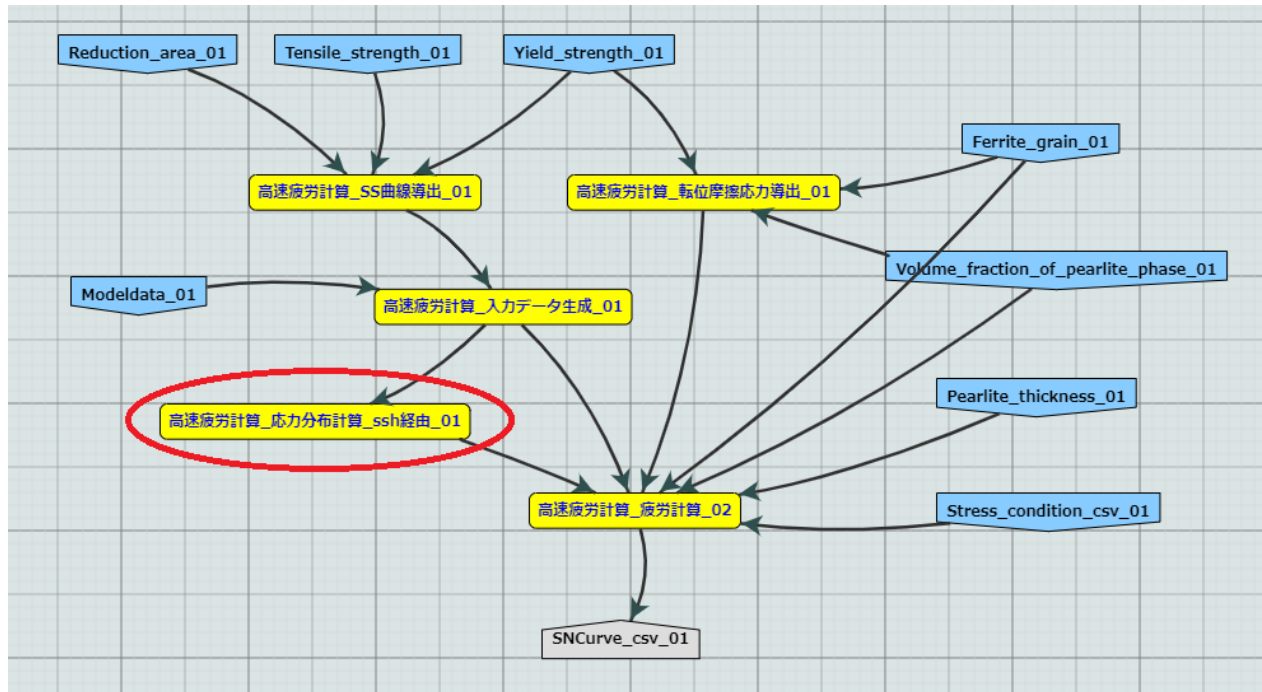 Reduction_area_01
Tensile_strength_01
Yield_strength_01
Ferrite_grain_01
高速疲労計算_SS曲線導出_01
高速疲労計算_転位摩擦応力導出_01
Volume_fraction_of_pearlite_phase_01
Modeldata_01
高速疲労計算_入力データ生成_01
Pearlite_thickness_01
高速疲労計算_応力分布計算_ssh経由_01
高速疲労計算_疲労計算_02
Stress_condition_csv_01
SNCurve_csv_01